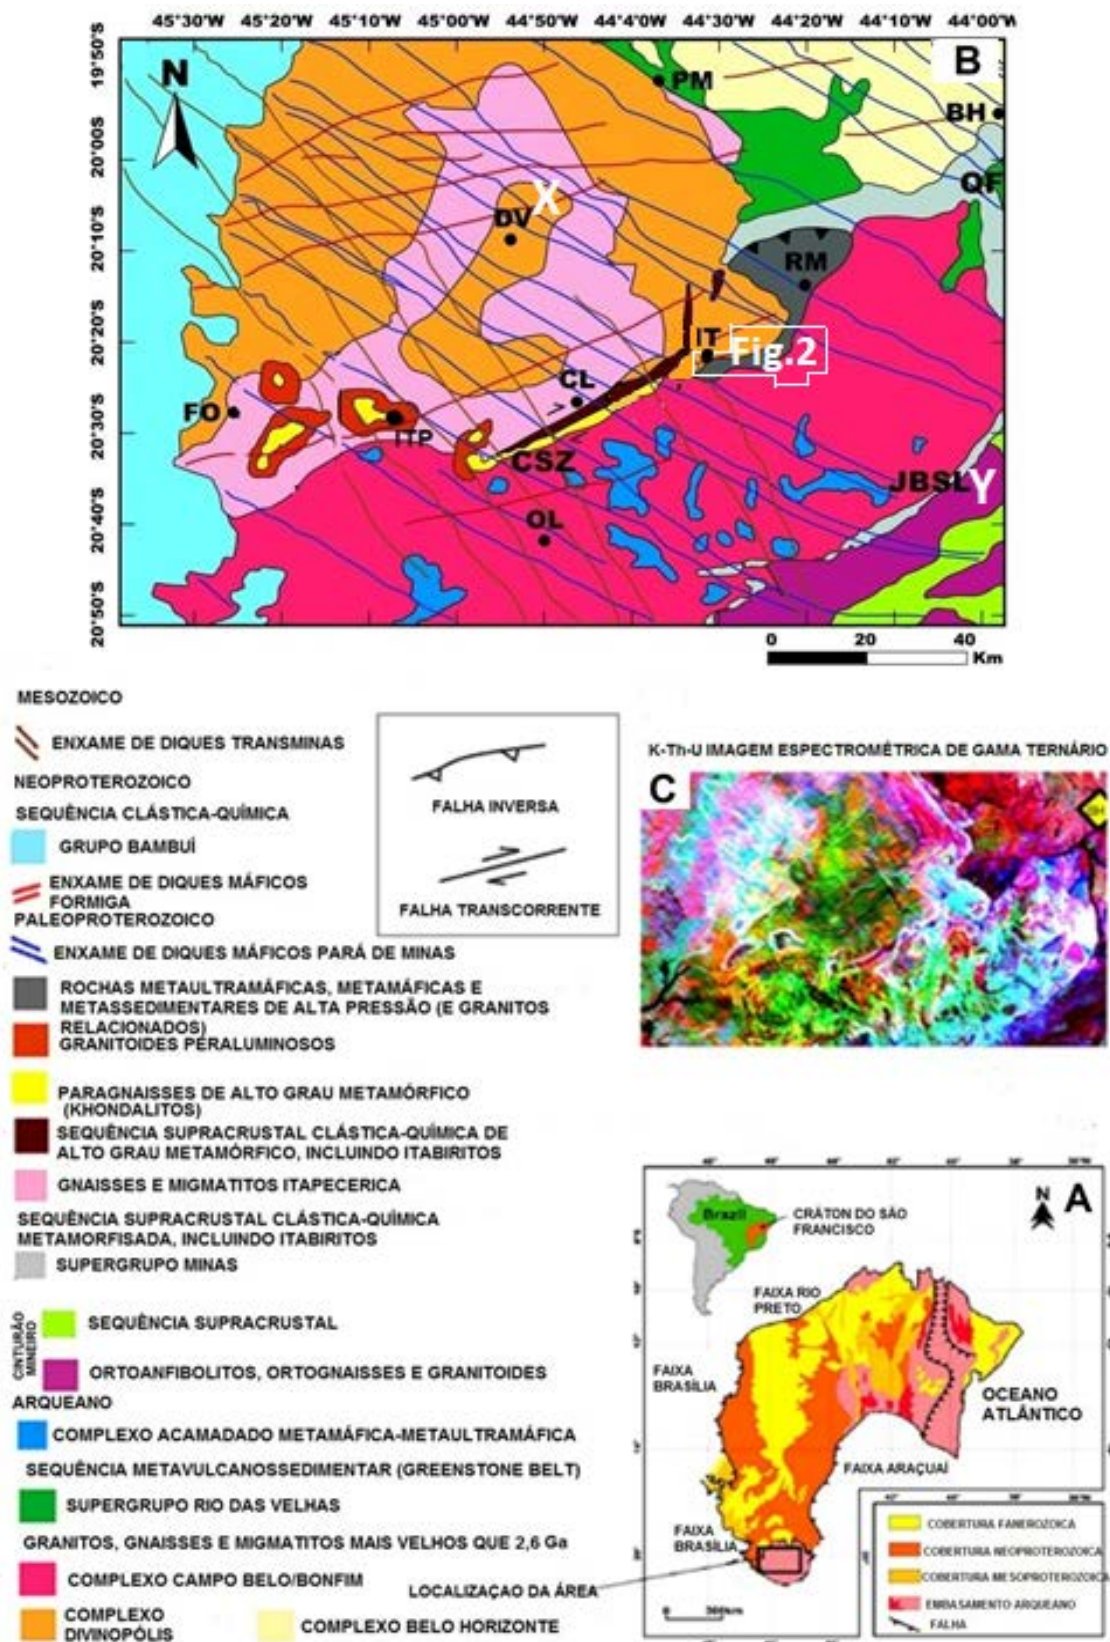 45°30'W 45°20'W 45°10'W 45°00'W 44°50'W 44°40'W 44°30'W 44°20'W 44°10'W 44°00'W
19°50'S
20°00'S
20°10'S
20°20'S
20°30'S
20°40'S
20°50'S
N
B
PM
BH
QF
X
DV
RM
IT
Fig.2
CL
FO
ITP
CSZ
JBSL
Y
OL
0 20 40
Km
MESOZOICO
ENXAME DE DIQUES TRANSMINAS
NEOPROTEROZOICO
SEQUÊNCIA CLÁSTICA-QUÍMICA
GRUPO BAMBUÍ
ENXAME DE DIQUES MÁFICOS
FORMIGA
PALEOPROTEROZOICO
ENXAME DE DIQUES MÁFICOS PARÁ DE MINAS
ROCHAS METAULTRAMÁFICAS, METAMÁFICAS E
METASSEDIMENTARES DE ALTA PRESSÃO (E GRANITOS
RELACIONADOS)
GRANITOIDES PERALUMINOSOS
PARAGNAISSES DE ALTO GRAU METAMÓRFICO
(KHONDALITOS)
SEQUÊNCIA SUPRACRUSTAL CLÁSTICA-QUÍMICA DE
ALTO GRAU METAMÓRFICO, INCLUINDO ITABIRITOS
GNAISSES E MIGMATITOS ITAPECERICA
SEQUÊNCIA SUPRACRUSTAL CLÁSTICA-QUÍMICA
METAMORFISADA, INCLUINDO ITABIRITOS
SUPERGRUPO MINAS
CINTURÃO
MINEIRO
SEQUÊNCIA SUPRACRUSTAL
ORTOANFIBOLITOS, ORTOGNAISSES E GRANITOIDES
ARQUEANO
COMPLEXO ACAMADADO METAMÁFICA-METAULTRAMÁFICA
SEQUÊNCIA METAVULCANOSSEDIMENTAR (GREENSTONE BELT)
SUPERGRUPO RIO DAS VELHAS
GRANITOS, GNAISSES E MIGMATITOS MAIS VELHOS QUE 2,6 Ga
COMPLEXO CAMPO BELO/BONFIM
COMPLEXO
DIVINOPÓLIS
COMPLEXO BELO HORIZONTE
FALHA INVERSA
FALHA TRANSCORRENTE
K-Th-U IMAGEM ESPECTROMÉTRICA DE GAMA TERNÁRIO
C
A
N
Brazil
CRÁTON DO SÃO
FRANCISCO
FAIXA RIO
PRETO
FAIXA
BRASÍLIA
OCEANO
ATLÂNTICO
FAIXA ARAÇUAÍ
FAIXA
BRASÍLIA
LOCALIZAÇAO DA ÁREA
COBERTURA FANEROZOICA
COBERTURA NEOPROTEROZOICA
COBERTURA MESOPROTEROZOICA
EMBASAMENTO ARQUEANO
FALHA